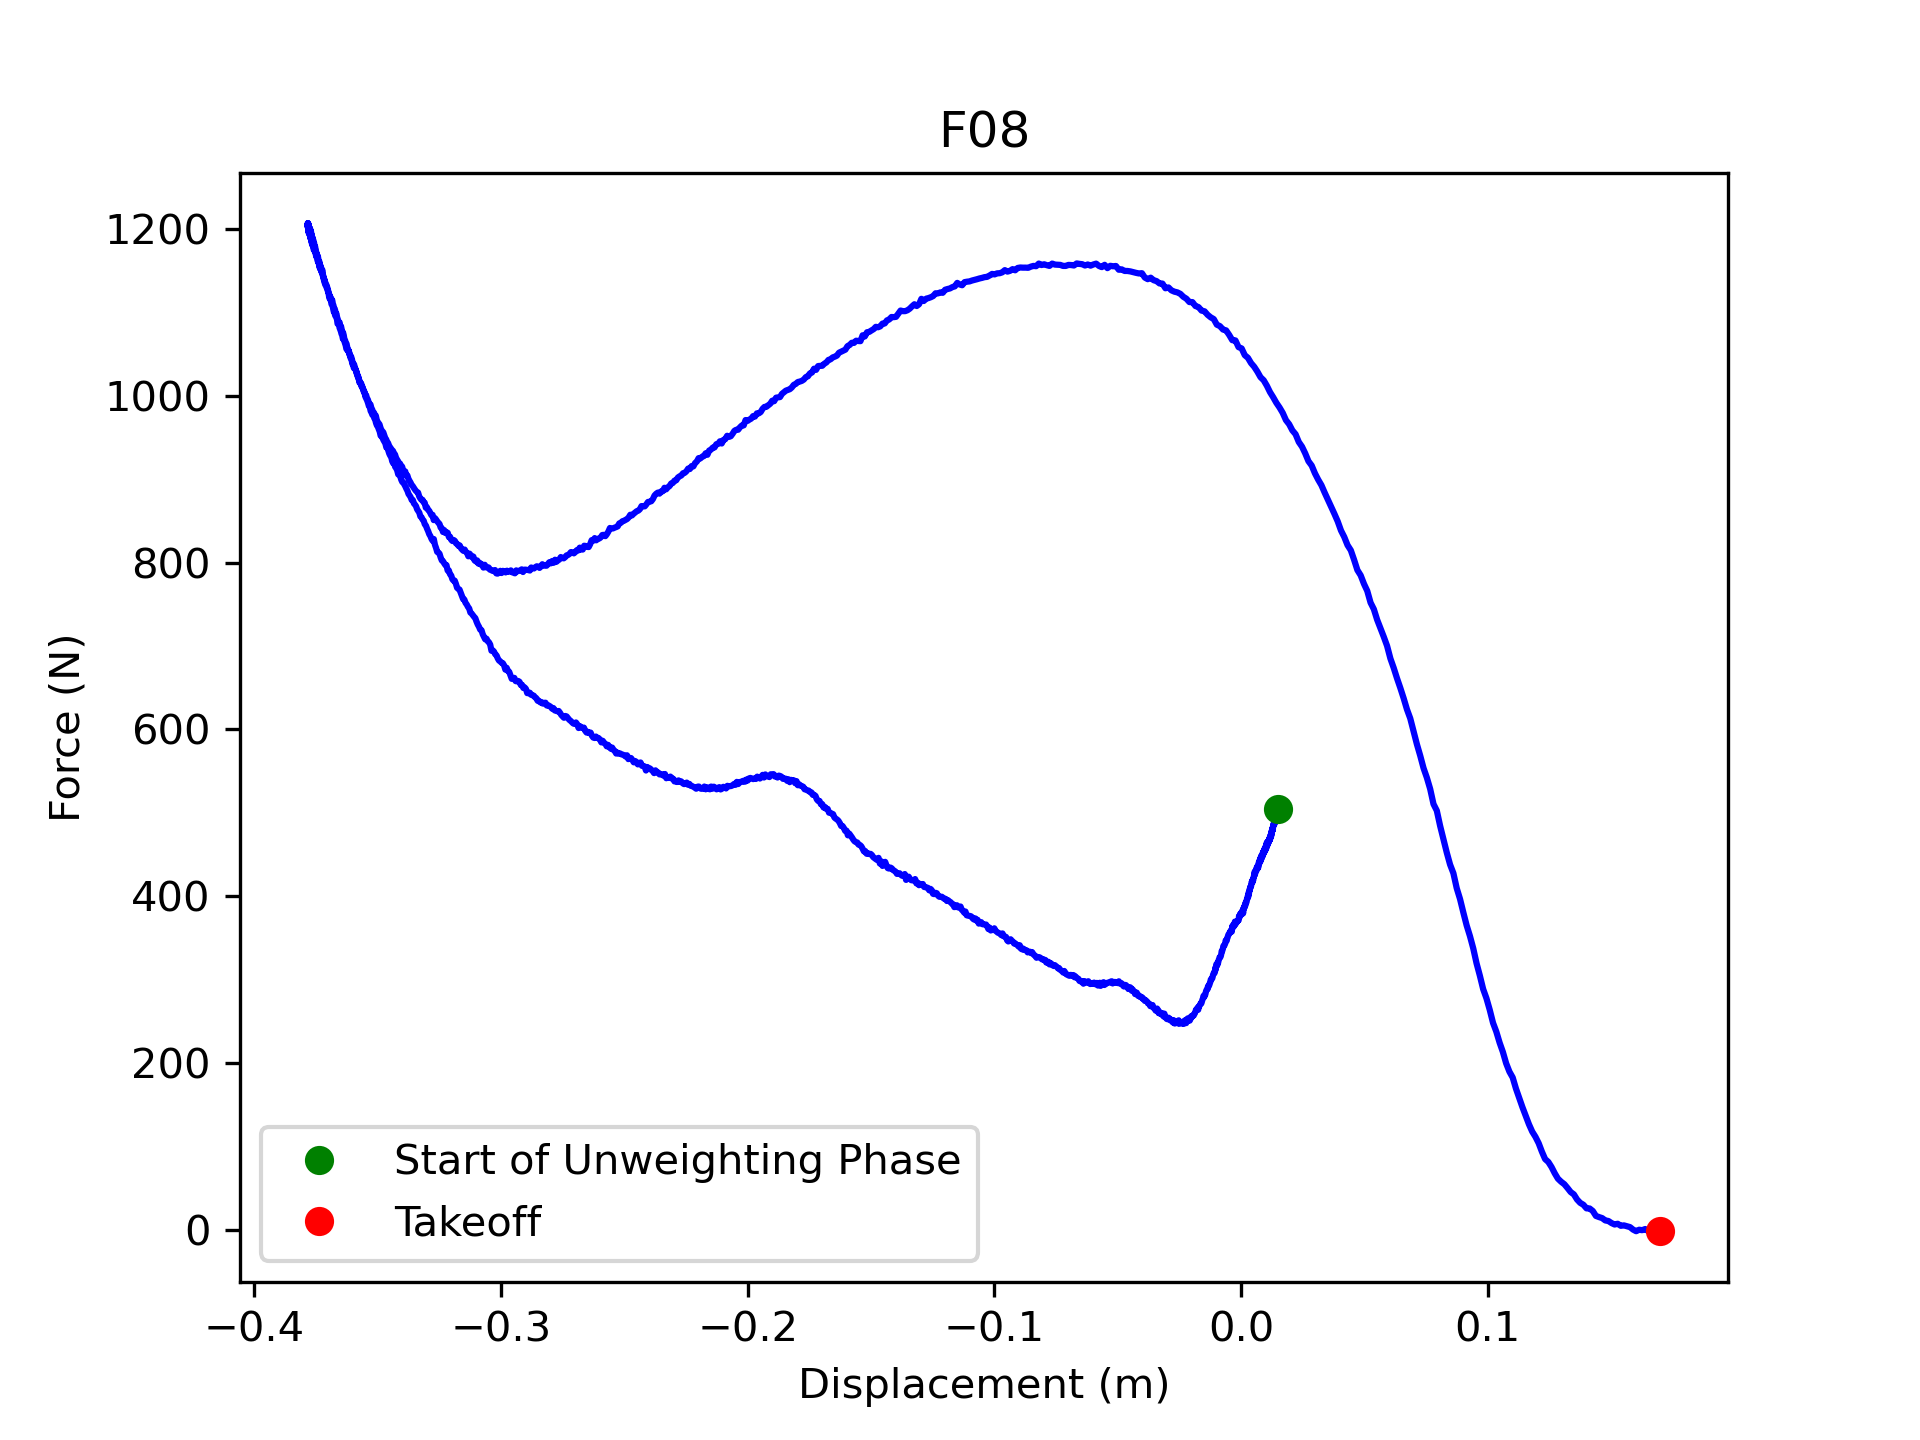 F08
1200
1000
800
600
400
200
0
Force (N)
Start of Unweighting Phase
Takeoff
−0.4 −0.3 −0.2 −0.1 0.0 0.1
Displacement (m)